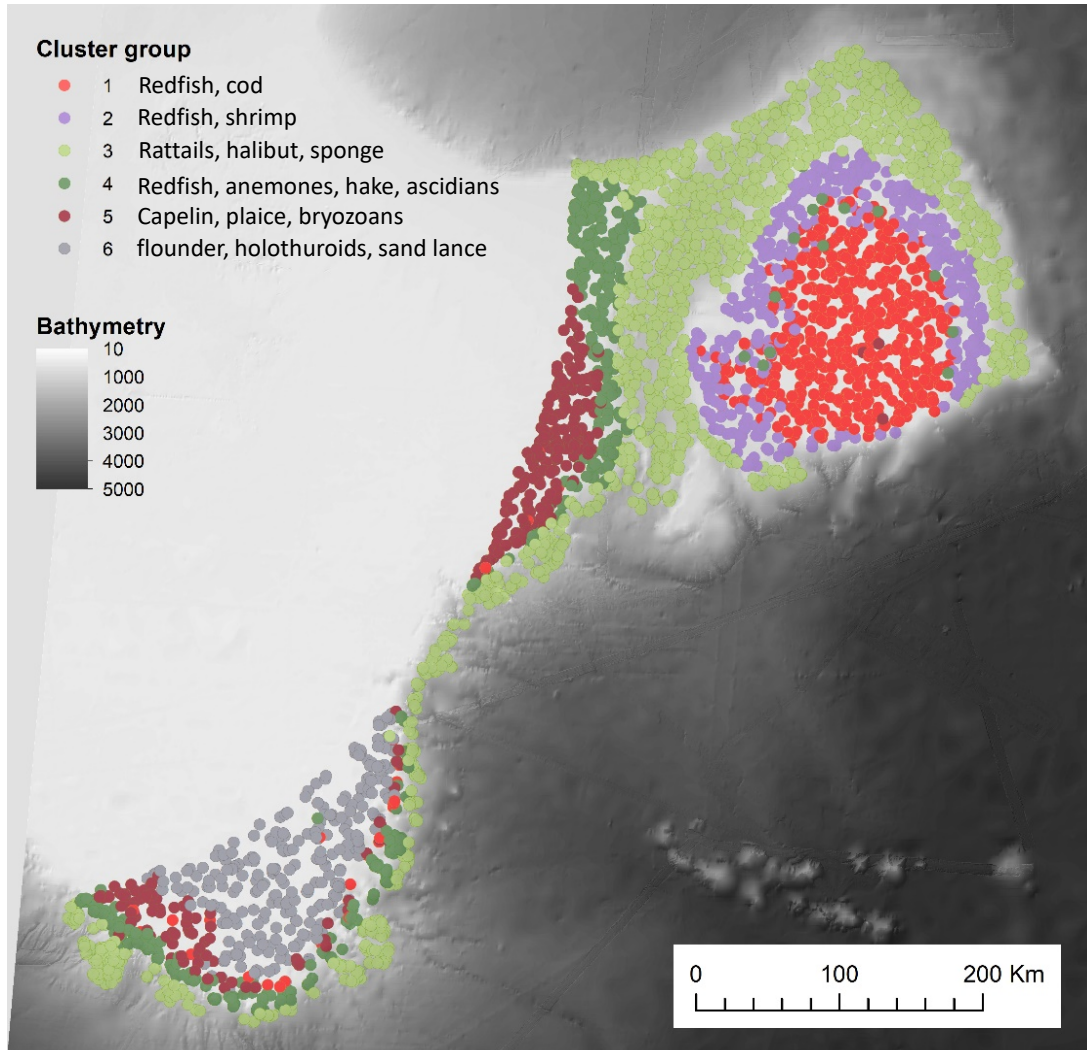 Cluster group
1 Redfish, cod
2 Redfish, shrimp
3 Rattails, halibut, sponge
4 Redfish, anemones, hake, ascidians
5 Capelin, plaice, bryozoans
6 flounder, holothuroids, sand lance
Bathymetry
10
1000
2000
3000
4000
5000
0 100 200 Km